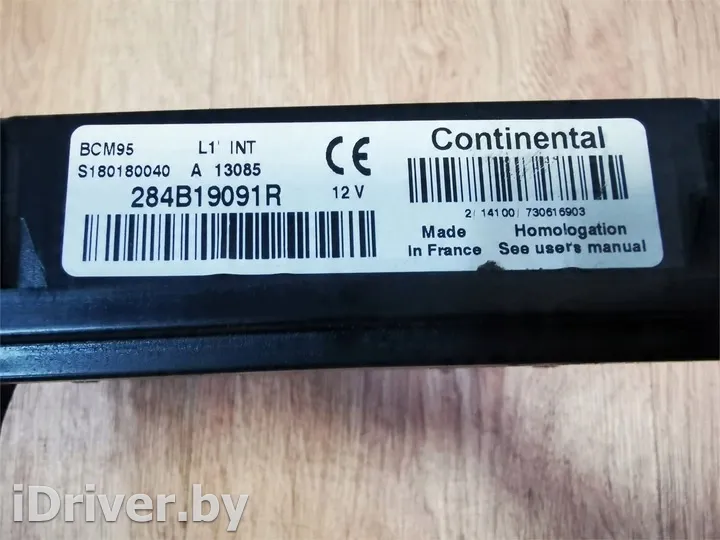 BCM95 L1' INT
S180180040 A 13085
284B19091R 12 V
CE
Continental
2/ 14100/ 730616903
Made In France
Homologation See users manual
iDriver.by